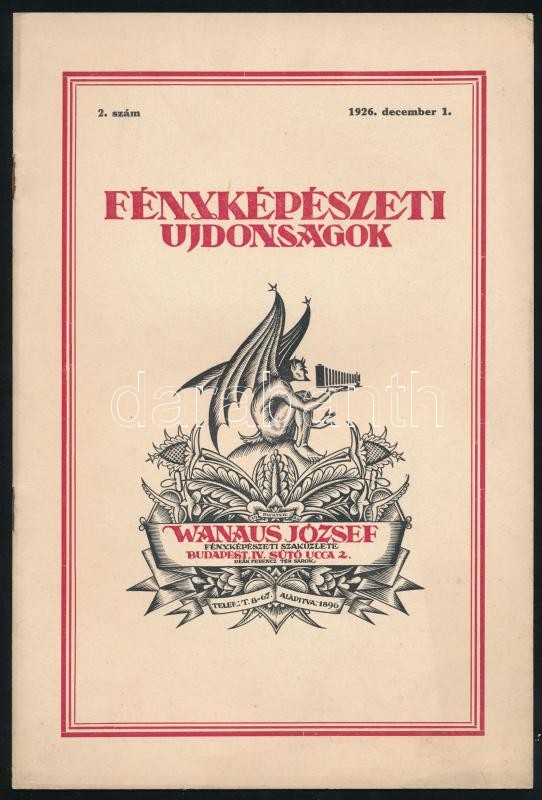 2. szám
1926. december 1.
FÉNYKÉPÉSZETI
UJDONSÁGOK
darabanth
WANAUS JÓZSEF
FÉNYKÉPÉSZETI SZAKÜZLETE
BUDAPEST, IV. SÜTŐ UCCA 2.
DEÁK FERENCZ TÉR SAROK.
TELEF.: T. 8-67. ALAPITVA: 1896